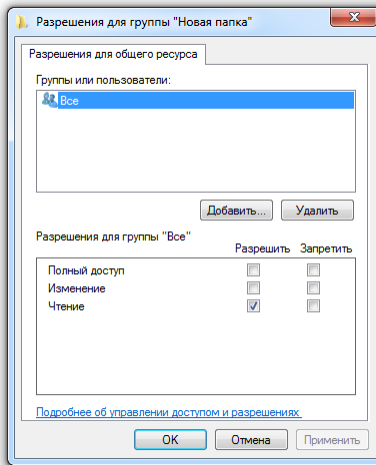 Разрешения для группы "Новая папка"
Разрешения для общего ресурса
Группы или пользователи:
Все
Добавить... Удалить
Разрешения для группы "Все"
Разрешить Запретить
Полный доступ
Изменение
Чтение
Подробнее об управлении доступом и разрешениях
OK Отмена Применить